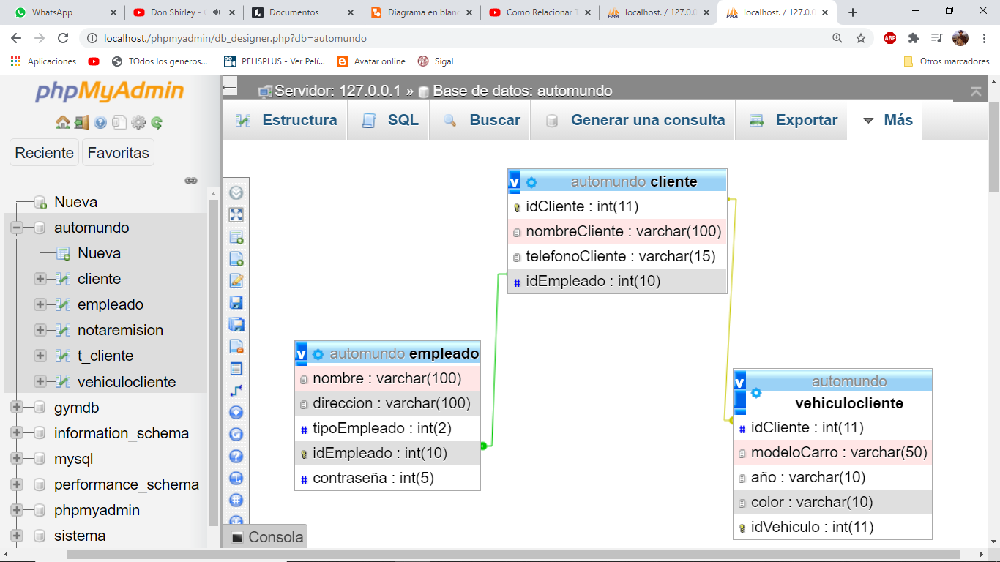 WhatsApp
Don Shirley -
Documentos
Diagrama en blanc
Como Relacionar T
localhost. / 127.0.0
localhost. / 127.0.0
localhost./phpmyadmin/db_designer.php?db=automundo
ABP
Aplicaciones
TOdos los generos...
PELISPLUS - Ver Pelí...
Avatar online
Sigal
Otros marcadores
phpMyAdmin
Reciente
Favoritas
Nueva
automundo
Nueva
cliente
empleado
notaremision
t_cliente
vehiculocliente
gymdb
information_schema
mysql
performance_schema
phpmyadmin
sistema
Servidor: 127.0.0.1 » Base de datos: automundo
Estructura
SQL
Buscar
Generar una consulta
Exportar
Más
v automundo cliente
idCliente : int(11)
nombreCliente : varchar(100)
telefonoCliente : varchar(15)
# idEmpleado : int(10)
v automundo empleado
nombre : varchar(100)
direccion : varchar(100)
# tipoEmpleado : int(2)
idEmpleado : int(10)
# contraseña : int(5)
v automundo
vehiculocliente
# idCliente : int(11)
modeloCarro : varchar(50)
año : varchar(10)
color : varchar(10)
idVehiculo : int(11)
Consola